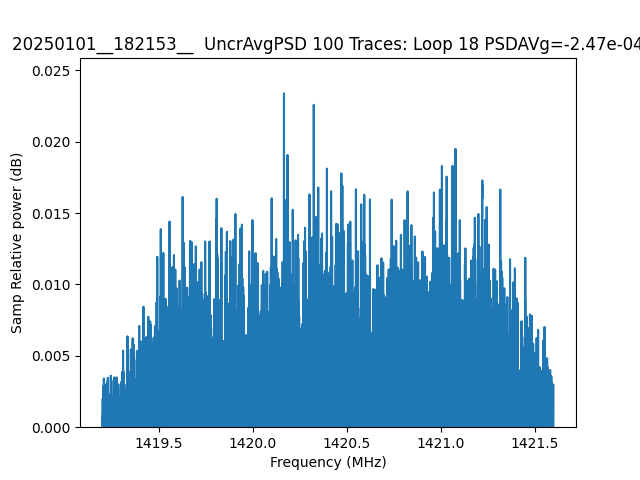 20250101__182153__  UncrAvgPSD 100 Traces: Loop 18 PSDAVg=-2.47e-04
0.025
0.020
0.015
0.010
0.005
0.000
Samp Relative power (dB)
1419.5 1420.0 1420.5 1421.0 1421.5
Frequency (MHz)